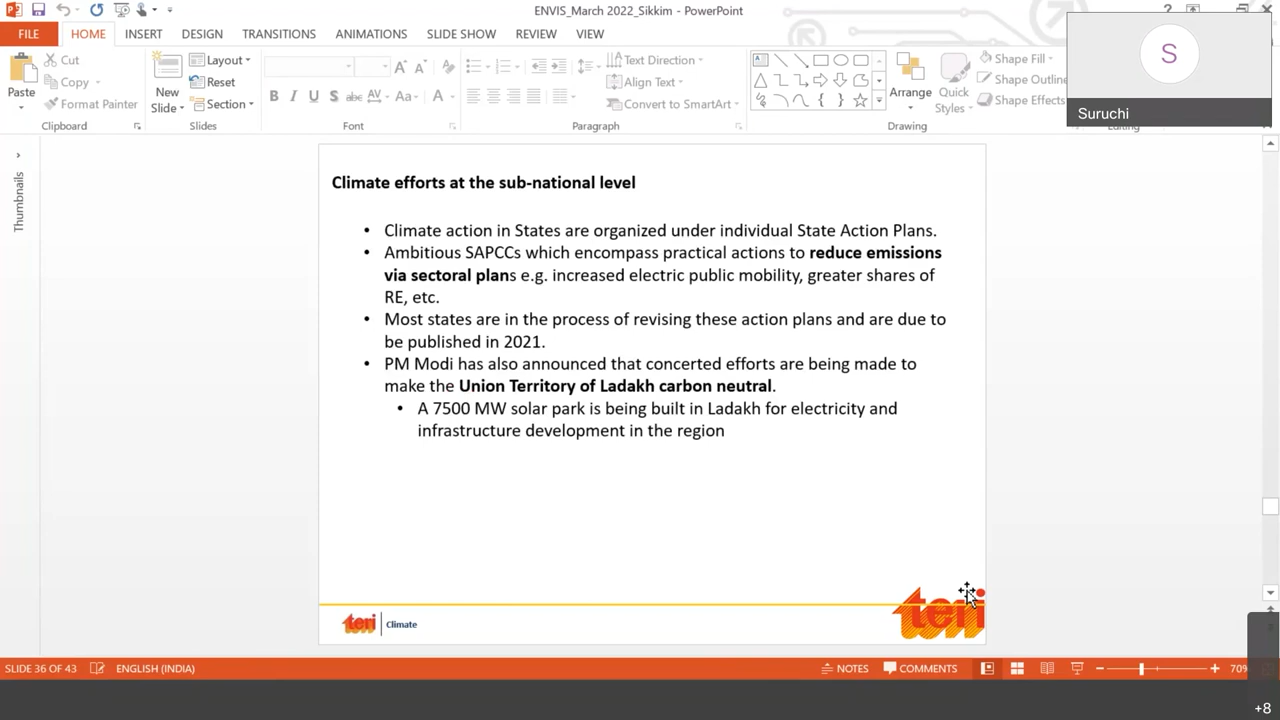 ENVIS_March 2022_Sikkim - PowerPoint
?
FILE HOME INSERT DESIGN TRANSITIONS ANIMATIONS SLIDE SHOW REVIEW VIEW
Paste
Cut
Copy
Format Painter
Clipboard
New Slide
Layout
Reset
Section
Slides
B I U S abc AV Aa A
Font
Text Direction
Align Text
Convert to SmartArt
Paragraph
Arrange
Quick Styles
Shape Fill
Shape Outline
Shape Effects
Drawing
Editing
S
Suruchi
Thumbnails
Climate efforts at the sub-national level
• Climate action in States are organized under individual State Action Plans.
• Ambitious SAPCCs which encompass practical actions to reduce emissions
via sectoral plans e.g. increased electric public mobility, greater shares of
RE, etc.
• Most states are in the process of revising these action plans and are due to
be published in 2021.
• PM Modi has also announced that concerted efforts are being made to
make the Union Territory of Ladakh carbon neutral.
• A 7500 MW solar park is being built in Ladakh for electricity and
infrastructure development in the region
teri Climate
teri
SLIDE 36 OF 43 ENGLISH (INDIA) NOTES COMMENTS 70%
+8